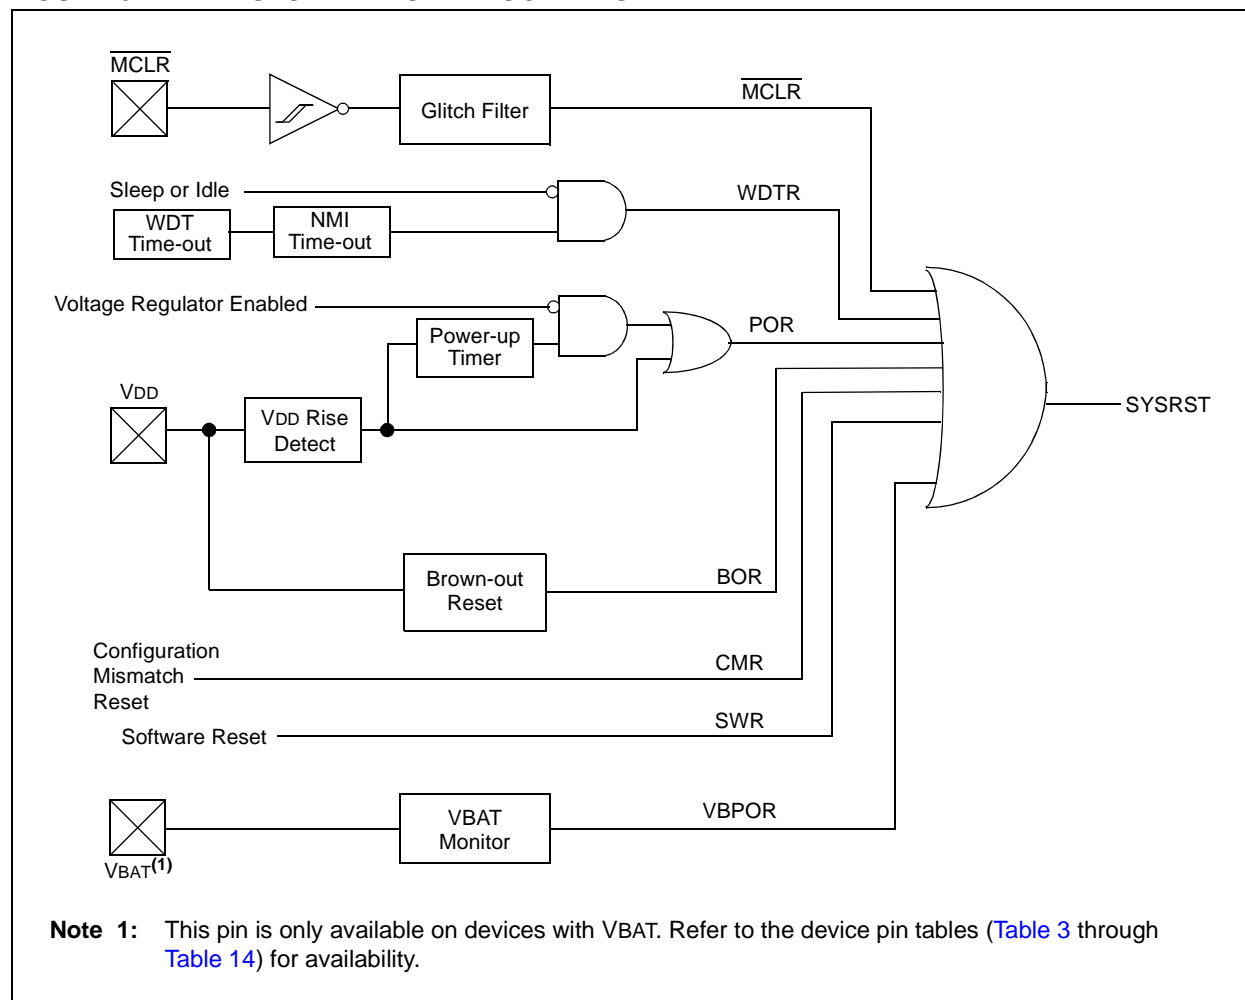 MCLR
Glitch Filter
MCLR
Sleep or Idle
WDT
Time-out
NMI
Time-out
WDTR
Voltage Regulator Enabled
Power-up
Timer
POR
VDD
VDD Rise
Detect
SYSRST
Brown-out
Reset
BOR
Configuration
Mismatch
Reset
CMR
Software Reset
SWR
VBAT
Monitor
VBPOR
VBAT(1)
Note 1: This pin is only available on devices with VBAT. Refer to the device pin tables (Table 3 through
Table 14) for availability.